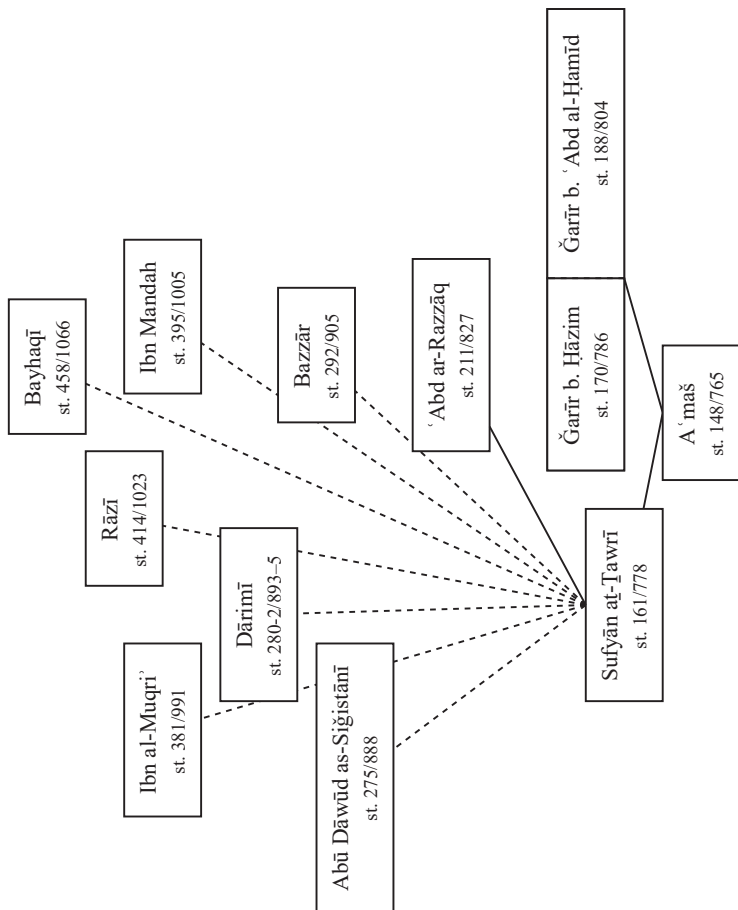 Bayhaqī
st. 458/1066
Rāzī
st. 414/1023
Ibn Mandah
st. 395/1005
Ibn al-Muqriʾ
st. 381/991
Dārimī
st. 280-2/893–5
Bazzār
st. 292/905
Abū Dāwūd as-Siǧistānī
st. 275/888
ʿAbd ar-Razzāq
st. 211/827
Sufyān aṯ-Ṯawrī
st. 161/778
Ǧarīr b. Ḥāzim
st. 170/786
Ǧarīr b. ʿAbd al-Ḥamīd
st. 188/804
Aʿmaš
st. 148/765